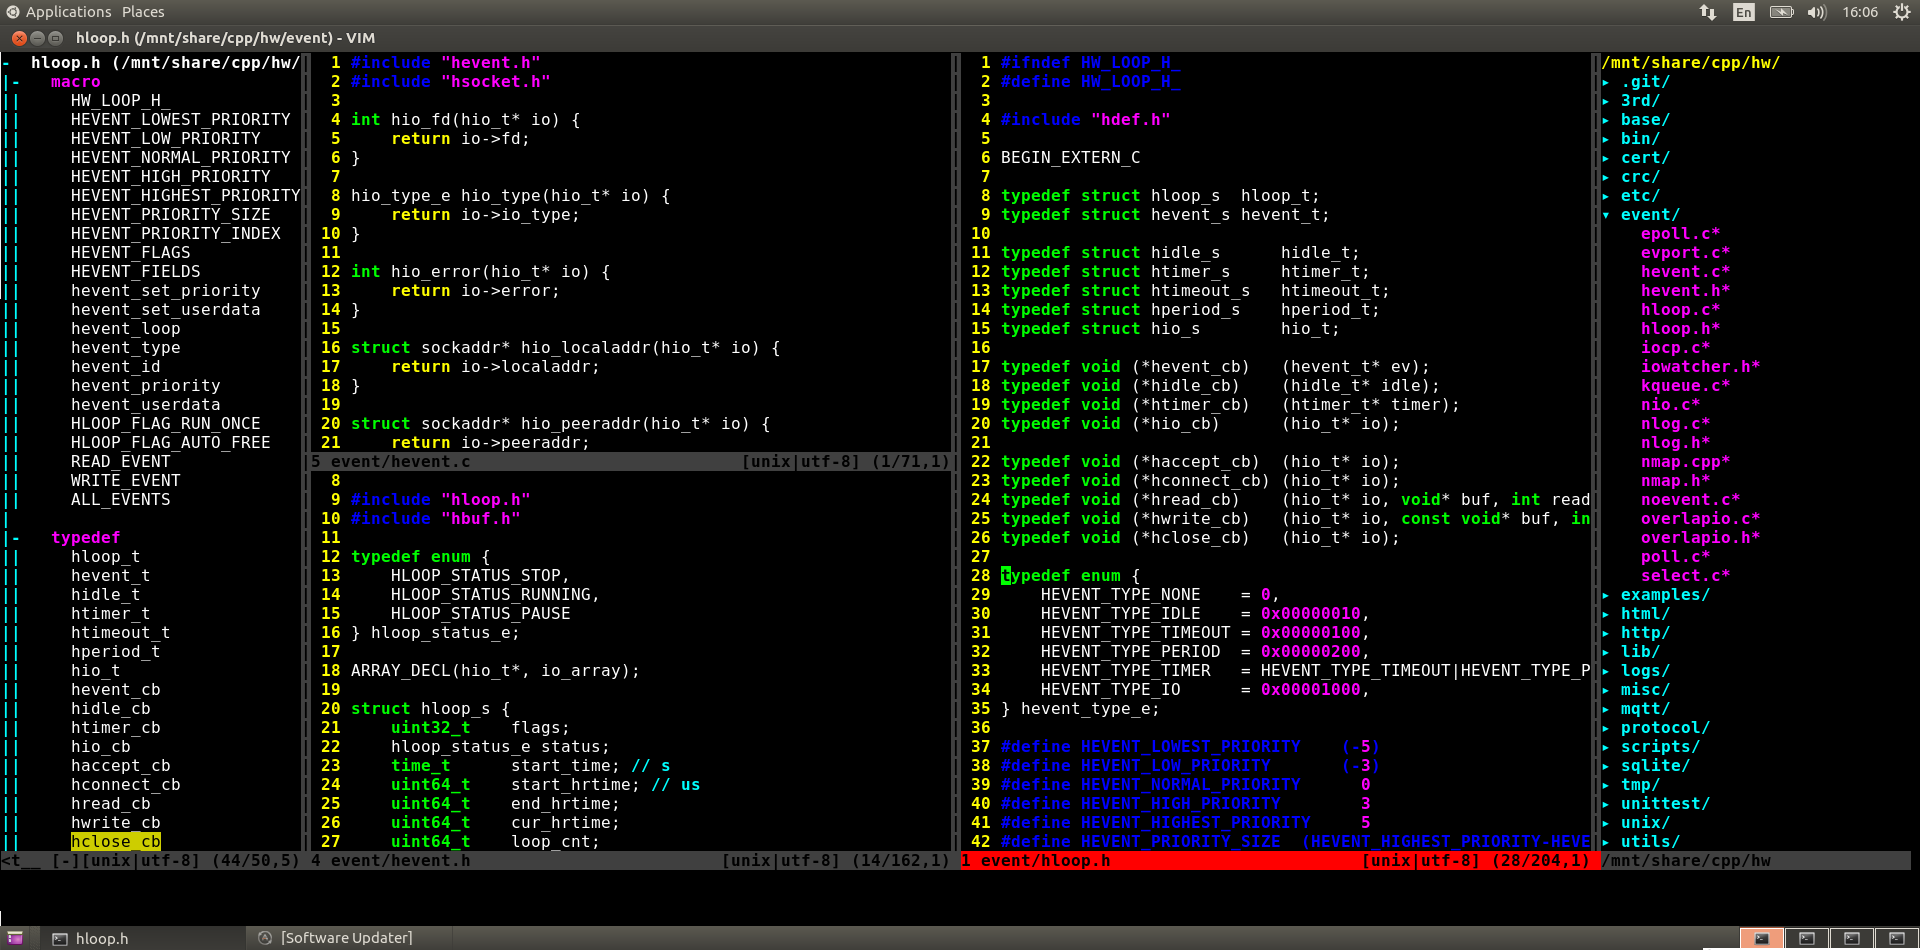 Applications Places
En 16:06
hloop.h (/mnt/share/cpp/hw/event) - VIM
- hloop.h (/mnt/share/cpp/hw/
|- macro
|| HW_LOOP_H_
|| HEVENT_LOWEST_PRIORITY
|| HEVENT_LOW_PRIORITY
|| HEVENT_NORMAL_PRIORITY
|| HEVENT_HIGH_PRIORITY
|| HEVENT_HIGHEST_PRIORITY
|| HEVENT_PRIORITY_SIZE
|| HEVENT_PRIORITY_INDEX
|| HEVENT_FLAGS
|| HEVENT_FIELDS
|| hevent_set_priority
|| hevent_set_userdata
|| hevent_loop
|| hevent_type
|| hevent_id
|| hevent_priority
|| hevent_userdata
|| HLOOP_FLAG_RUN_ONCE
|| HLOOP_FLAG_AUTO_FREE
|| READ_EVENT
|| WRITE_EVENT
|| ALL_EVENTS
|
|- typedef
|| hloop_t
|| hevent_t
|| hidle_t
|| htimer_t
|| htimeout_t
|| hperiod_t
|| hio_t
|| hevent_cb
|| hidle_cb
|| htimer_cb
|| hio_cb
|| haccept_cb
|| hconnect_cb
|| hread_cb
|| hwrite_cb
|| hclose_cb
<t__ [-][unix|utf-8] (44/50,5)
1 #include "hevent.h"
2 #include "hsocket.h"
3
4 int hio_fd(hio_t* io) {
5     return io->fd;
6 }
7
8 hio_type_e hio_type(hio_t* io) {
9     return io->io_type;
10 }
11
12 int hio_error(hio_t* io) {
13     return io->error;
14 }
15
16 struct sockaddr* hio_localaddr(hio_t* io) {
17     return io->localaddr;
18 }
19
20 struct sockaddr* hio_peeraddr(hio_t* io) {
21     return io->peeraddr;
5 event/hevent.c [unix|utf-8] (1/71,1)
8
9 #include "hloop.h"
10 #include "hbuf.h"
11
12 typedef enum {
13     HLOOP_STATUS_STOP,
14     HLOOP_STATUS_RUNNING,
15     HLOOP_STATUS_PAUSE
16 } hloop_status_e;
17
18 ARRAY_DECL(hio_t*, io_array);
19
20 struct hloop_s {
21     uint32_t    flags;
22     hloop_status_e status;
23     time_t      start_time; // s
24     uint64_t    start_hrtime; // us
25     uint64_t    end_hrtime;
26     uint64_t    cur_hrtime;
27     uint64_t    loop_cnt;
4 event/hevent.h [unix|utf-8] (14/162,1)
1 #ifndef HW_LOOP_H_
2 #define HW_LOOP_H_
3
4 #include "hdef.h"
5
6 BEGIN_EXTERN_C
7
8 typedef struct hloop_s  hloop_t;
9 typedef struct hevent_s hevent_t;
10
11 typedef struct hidle_s      hidle_t;
12 typedef struct htimer_s     htimer_t;
13 typedef struct htimeout_s   htimeout_t;
14 typedef struct hperiod_s    hperiod_t;
15 typedef struct hio_s        hio_t;
16
17 typedef void (*hevent_cb)   (hevent_t* ev);
18 typedef void (*hidle_cb)    (hidle_t* idle);
19 typedef void (*htimer_cb)   (htimer_t* timer);
20 typedef void (*hio_cb)      (hio_t* io);
21
22 typedef void (*haccept_cb)  (hio_t* io);
23 typedef void (*hconnect_cb) (hio_t* io);
24 typedef void (*hread_cb)    (hio_t* io, void* buf, int read
25 typedef void (*hwrite_cb)   (hio_t* io, const void* buf, in
26 typedef void (*hclose_cb)   (hio_t* io);
27
28 typedef enum {
29     HEVENT_TYPE_NONE    = 0,
30     HEVENT_TYPE_IDLE    = 0x00000010,
31     HEVENT_TYPE_TIMEOUT = 0x00000100,
32     HEVENT_TYPE_PERIOD  = 0x00000200,
33     HEVENT_TYPE_TIMER   = HEVENT_TYPE_TIMEOUT|HEVENT_TYPE_P
34     HEVENT_TYPE_IO      = 0x00001000,
35 } hevent_type_e;
36
37 #define HEVENT_LOWEST_PRIORITY    (-5)
38 #define HEVENT_LOW_PRIORITY       (-3)
39 #define HEVENT_NORMAL_PRIORITY      0
40 #define HEVENT_HIGH_PRIORITY        3
41 #define HEVENT_HIGHEST_PRIORITY     5
42 #define HEVENT_PRIORITY_SIZE  (HEVENT_HIGHEST_PRIORITY-HEVE
1 event/hloop.h [unix|utf-8] (28/204,1)
/mnt/share/cpp/hw/
▸ .git/
▸ 3rd/
▸ base/
▸ bin/
▸ cert/
▸ crc/
▸ etc/
▾ event/
epoll.c*
evport.c*
hevent.c*
hevent.h*
hloop.c*
hloop.h*
iocp.c*
iowatcher.h*
kqueue.c*
nio.c*
nlog.c*
nlog.h*
nmap.cpp*
nmap.h*
noevent.c*
overlapio.c*
overlapio.h*
poll.c*
select.c*
▸ examples/
▸ html/
▸ http/
▸ lib/
▸ logs/
▸ misc/
▸ mqtt/
▸ protocol/
▸ scripts/
▸ sqlite/
▸ tmp/
▸ unittest/
▸ unix/
▸ utils/
/mnt/share/cpp/hw
hloop.h
[Software Updater]